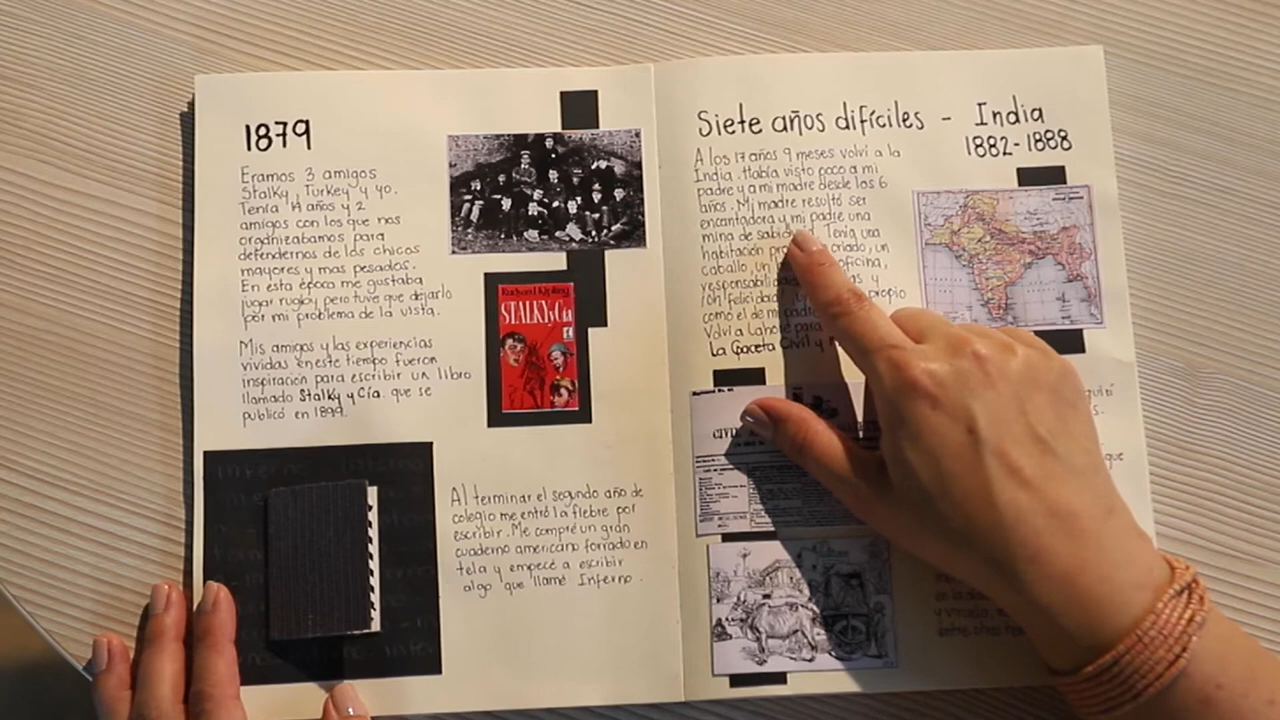 1879
Eramos 3 amigos
Stalky, Turkey y yo.
Tenía 14 años y 2
amigos con los que nos
organizabamos para
defendernos de los chicos
mayores y mas pesados.
En esta época me gustaba
jugar rugby pero tuve que dejarlo
por mi problema de la vista.
Mis amigos y las experiencias
vividas en este tiempo fueron
inspiración para escribir un libro
llamado Stalky y Cía. que se
publicó en 1899.
Rudyard Kipling
STALKY y Cía
Al terminar el segundo año de
colegio me entró la fiebre por
escribir. Me compré un gran
cuaderno americano forrado en
tela y empecé a escribir
algo que llamé Inferno.
Siete años difíciles - India
1882-1888
A los 17 años 9 meses volví a la
India. Había visto poco a mi
padre y a mi madre desde los 6
años. Mi madre resultó ser
encantadora y mi padre una
mina de Tenía una
habitación criado, un
caballo, un oficina,
y
¡Oh felicidad! propio
como el de mi padre
Volví a Lahore para
La Gaceta Civil y
CIVIL
que